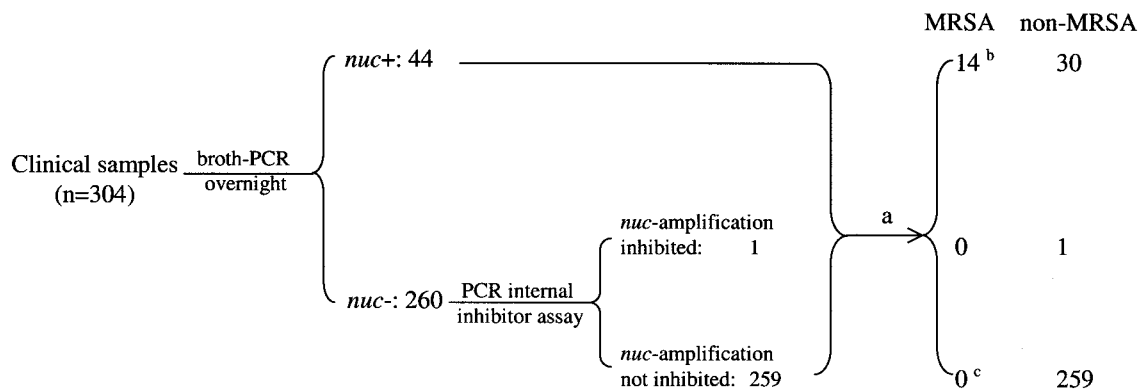 MRSA non-MRSA
nuc+: 44
14 b 30
Clinical samples
(n=304)
broth-PCR
overnight
a
nuc-amplification
inhibited: 1
0 1
nuc-: 260
PCR internal
inhibitor assay
nuc-amplification
not inhibited: 259
0 c 259